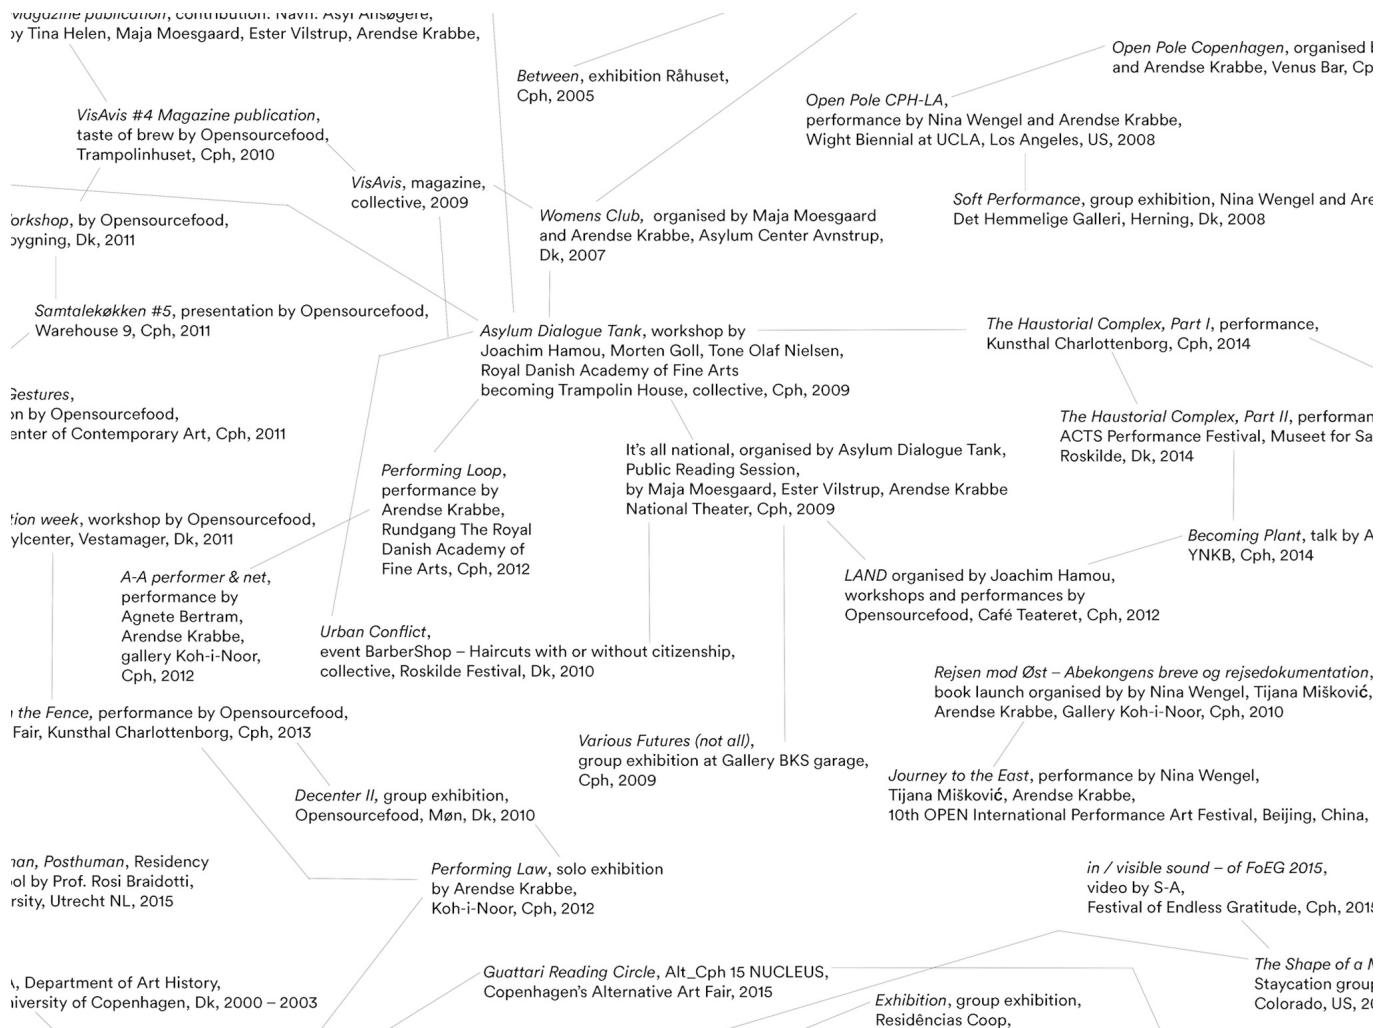 Magazine publication, contribution: Navn: Asyl Ansøgere,
by Tina Helen, Maja Moesgaard, Ester Vilstrup, Arendse Krabbe,
Between, exhibition Råhuset,
Cph, 2005
Open Pole Copenhagen, organised
and Arendse Krabbe, Venus Bar,
Open Pole CPH-LA,
performance by Nina Wengel and Arendse Krabbe,
Wight Biennial at UCLA, Los Angeles, US, 2008
VisAvis #4 Magazine publication,
taste of brew by Opensourcefood,
Trampolinhuset, Cph, 2010
VisAvis, magazine,
collective, 2009
Soft Performance, group exhibition, Nina Wengel and
Det Hemmelige Galleri, Herning, Dk, 2008
Womens Club, organised by Maja Moesgaard
and Arendse Krabbe, Asylum Center Avnstrup,
Dk, 2007
orkshop, by Opensourcefood,
bygning, Dk, 2011
Samtalekøkken #5, presentation by Opensourcefood,
Warehouse 9, Cph, 2011
Asylum Dialogue Tank, workshop by
Joachim Hamou, Morten Goll, Tone Olaf Nielsen,
Royal Danish Academy of Fine Arts
becoming Trampolin House, collective, Cph, 2009
The Haustorial Complex, Part I, performance,
Kunsthal Charlottenborg, Cph, 2014
Gestures,
on by Opensourcefood,
enter of Contemporary Art, Cph, 2011
The Haustorial Complex, Part II, performan
ACTS Performance Festival, Museet for Sa
Roskilde, Dk, 2014
It's all national, organised by Asylum Dialogue Tank,
Public Reading Session,
by Maja Moesgaard, Ester Vilstrup, Arendse Krabbe
National Theater, Cph, 2009
Performing Loop,
performance by
Arendse Krabbe,
Rundgang The Royal
Danish Academy of
Fine Arts, Cph, 2012
tion week, workshop by Opensourcefood,
ylcenter, Vestamager, Dk, 2011
Becoming Plant, talk by A
YNKB, Cph, 2014
A-A performer & net,
performance by
Agnete Bertram,
Arendse Krabbe,
gallery Koh-i-Noor,
Cph, 2012
LAND organised by Joachim Hamou,
workshops and performances by
Opensourcefood, Café Teateret, Cph, 2012
Urban Conflict,
event BarberShop – Haircuts with or without citizenship,
collective, Roskilde Festival, Dk, 2010
Rejsen mod Øst – Abekongens breve og rejsedokumentation,
book launch organised by by Nina Wengel, Tijana Mišković,
Arendse Krabbe, Gallery Koh-i-Noor, Cph, 2010
the Fence, performance by Opensourcefood,
Fair, Kunsthal Charlottenborg, Cph, 2013
Various Futures (not all),
group exhibition at Gallery BKS garage,
Cph, 2009
Journey to the East, performance by Nina Wengel,
Tijana Mišković, Arendse Krabbe,
10th OPEN International Performance Art Festival, Beijing, China,
Decenter II, group exhibition,
Opensourcefood, Møn, Dk, 2010
man, Posthuman, Residency
ol by Prof. Rosi Braidotti,
rsity, Utrecht NL, 2015
Performing Law, solo exhibition
by Arendse Krabbe,
Koh-i-Noor, Cph, 2012
in / visible sound – of FoEG 2015,
video by S-A,
Festival of Endless Gratitude, Cph, 2015
A, Department of Art History,
niversity of Copenhagen, Dk, 2000 – 2003
Guattari Reading Circle, Alt_Cph 15 NUCLEUS,
Copenhagen's Alternative Art Fair, 2015
The Shape of a
Staycation grou
Colorado, US, 20
Exhibition, group exhibition,
Residências Coop,